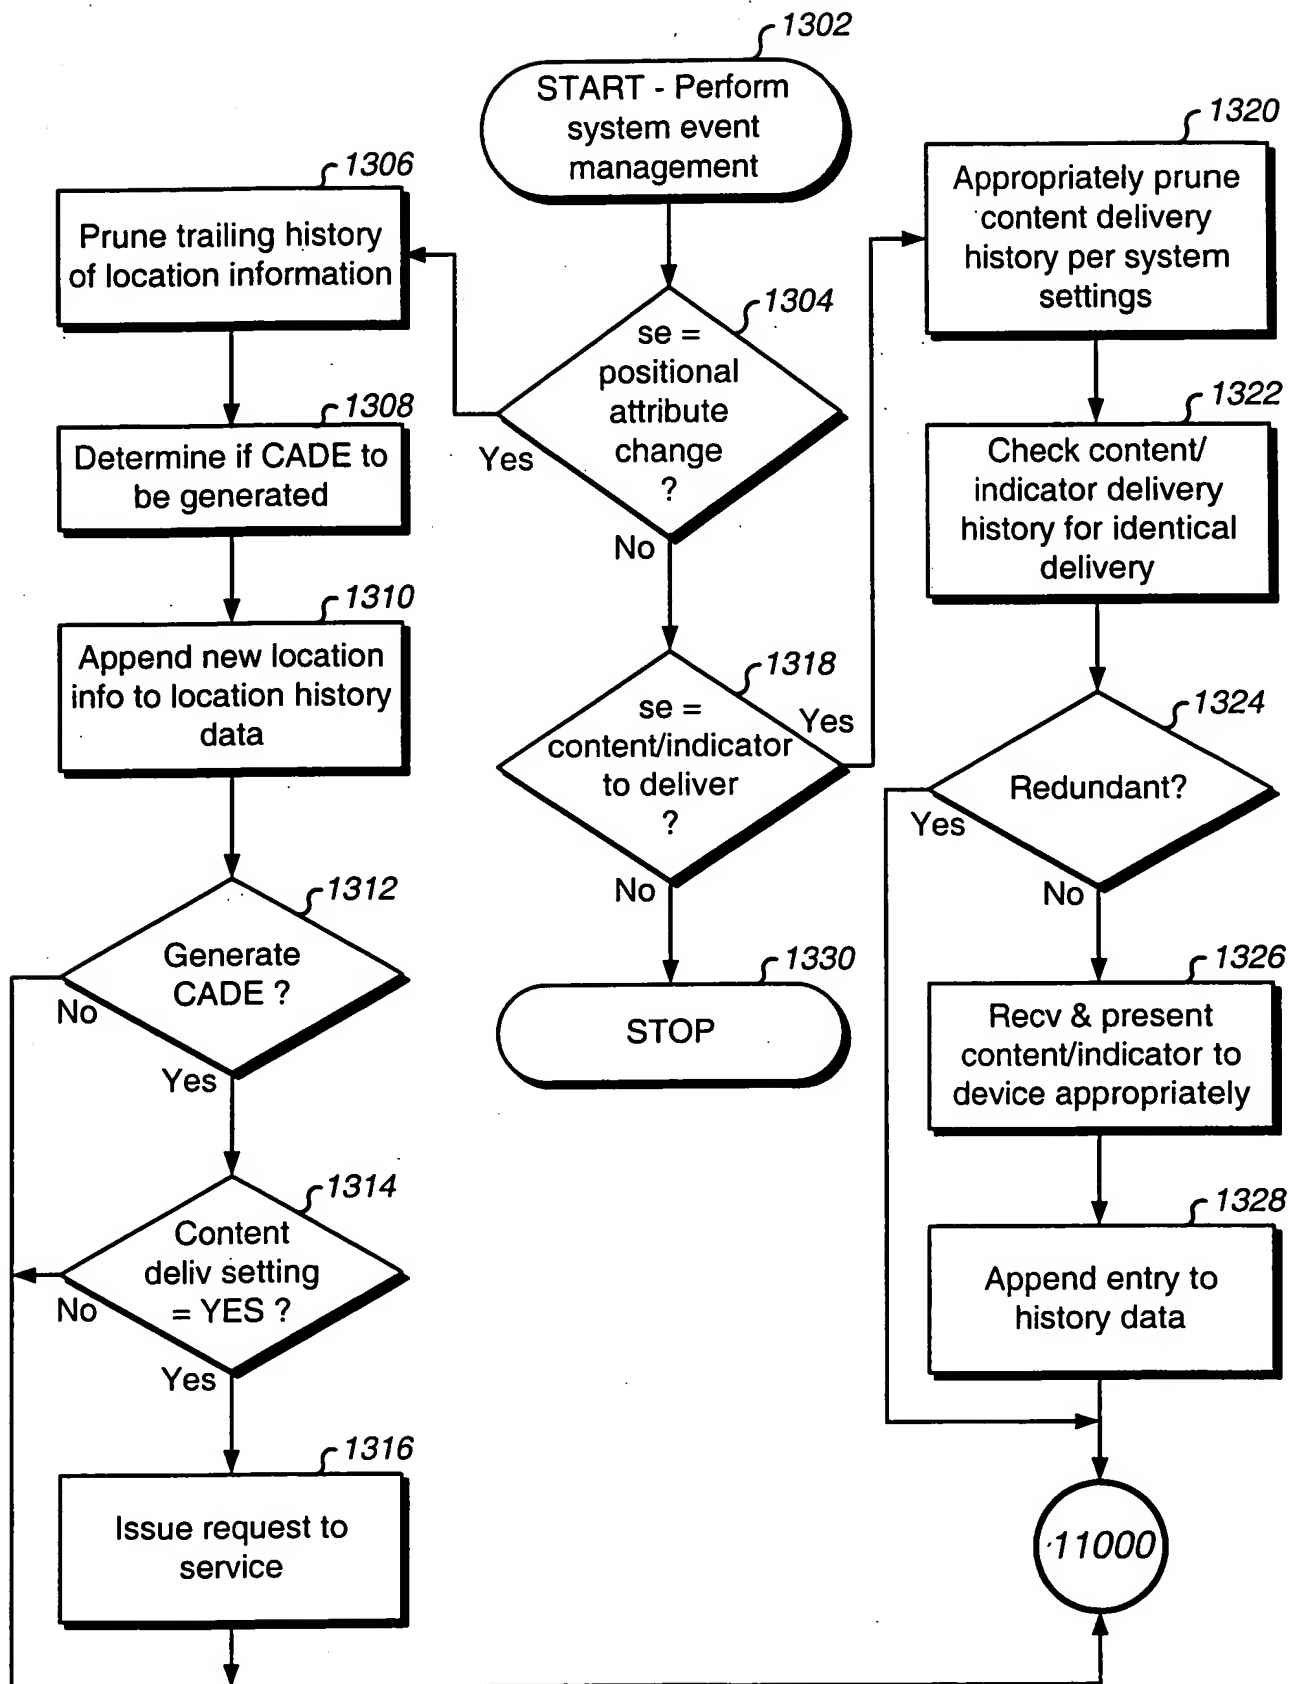 1302
START - Perform
system event
management
1304
se =
positional
attribute
change
?
Yes
No
1306
Prune trailing history
of location information
1308
Determine if CADE to
be generated
1310
Append new location
info to location history
data
1312
Generate
CADE ?
No
Yes
1314
Content
deliv setting
= YES ?
No
Yes
1316
Issue request to
service
1318
se =
content/indicator
to deliver
?
Yes
No
1330
STOP
1320
Appropriately prune
content delivery
history per system
settings
1322
Check content/
indicator delivery
history for identical
delivery
1324
Redundant?
Yes
No
1326
Recv & present
content/indicator to
device appropriately
1328
Append entry to
history data
11000